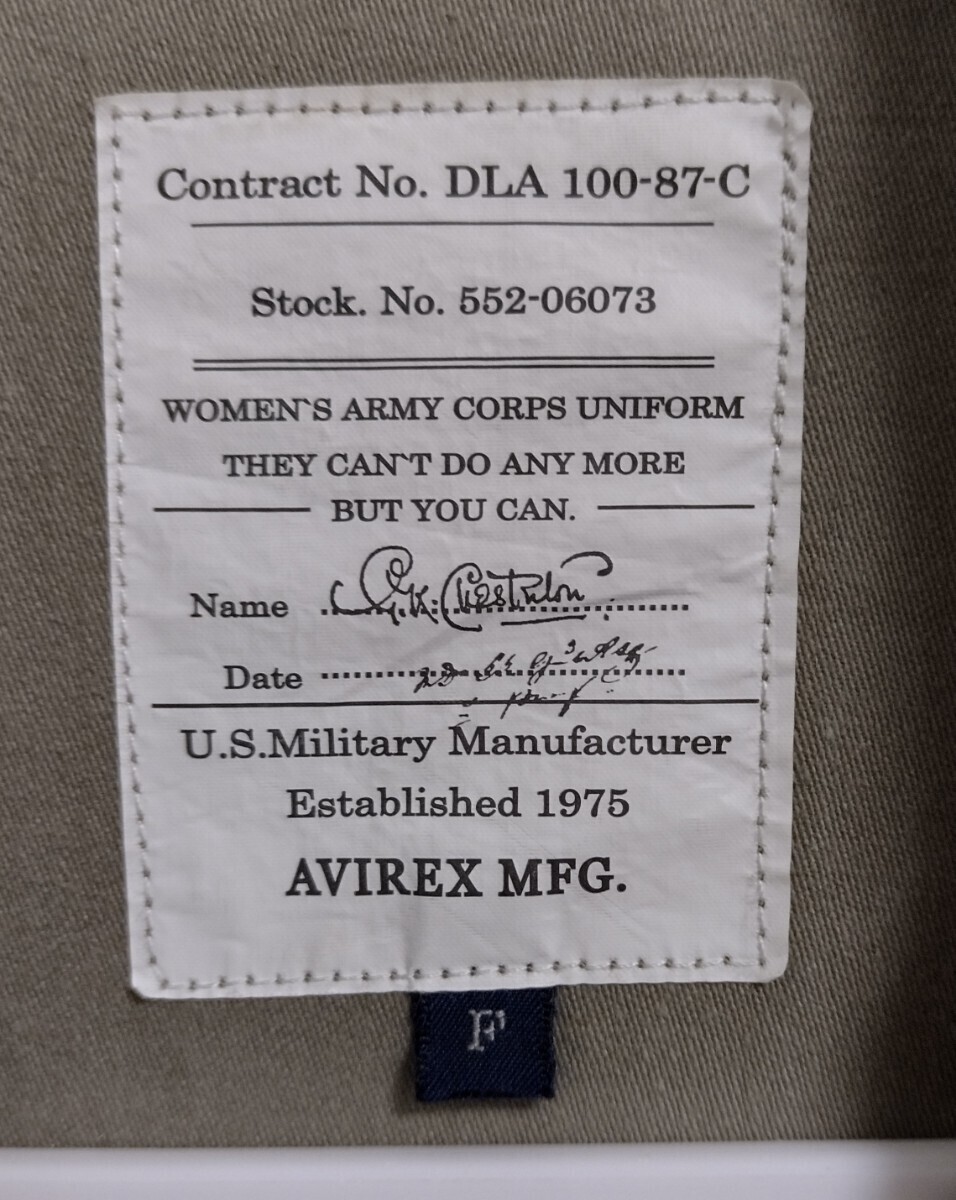 Contract No. DLA 100-87-C
Stock. No. 552-06073
WOMEN`S ARMY CORPS UNIFORM
THEY CAN`T DO ANY MORE
BUT YOU CAN.
Name G.K. Chesterton
Date
U.S.Military Manufacturer
Established 1975
AVIREX MFG.
F